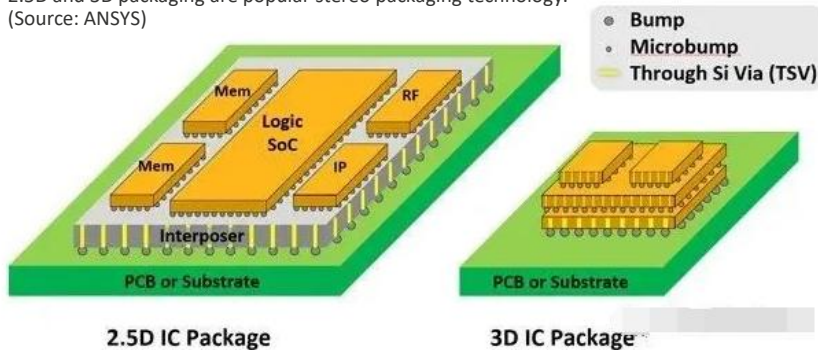 2.5D and 3D packaging are popular stereo packaging technology.
(Source: ANSYS)
Bump
Microbump
Through Si Via (TSV)
Mem
RF
Logic
SoC
Mem
IP
Interposer
PCB or Substrate
PCB or Substrate
2.5D IC Package
3D IC Package